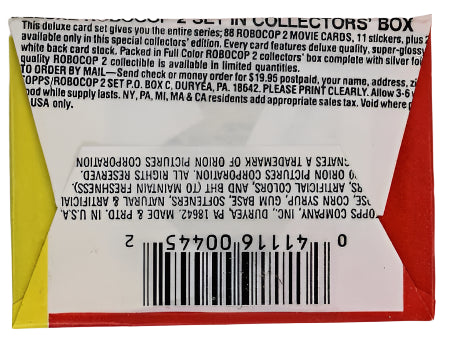 ROBOCOP 2 SET IN COLLECTORS' BOX
This deluxe card set gives you the entire series; 88 ROBOCOP 2 MOVIE CARDS, 11 stickers, plus 2
available only in this special collectors' edition. Every card features deluxe quality, super-glossy
white back card stock. Packed in Full Color ROBOCOP 2 collectors' box complete with silver fo
quality ROBOCOP 2 collectible is available in limited quantities.
TO ORDER BY MAIL—Send check or money order for $19.95 postpaid, your name, address, zi
TOPPS/ROBOCOP 2 SET P.O. BOX C, DURYEA, PA. 18642. PLEASE PRINT CLEARLY. Allow 3-6 w
od while supply lasts. NY, PA, MI, MA & CA residents add appropriate sales tax. Void where p
USA only.
0 41116 00445 2
OPPS COMPANY, INC., DURYEA PA 18642. MADE & PRTD. IN U.S.A.
SE, CORN SYRUP, GUM BASE, SOFTENERS, NATURAL & ARTIFICIAL
RS, ARTIFICIAL COLORS, AND BHT (TO MAINTAIN FRESHNESS).
0 ORION PICTURES CORPORATION. ALL RIGHTS RESERVED.
NATES A TRADEMARK OF ORION PICTURES CORPORATION